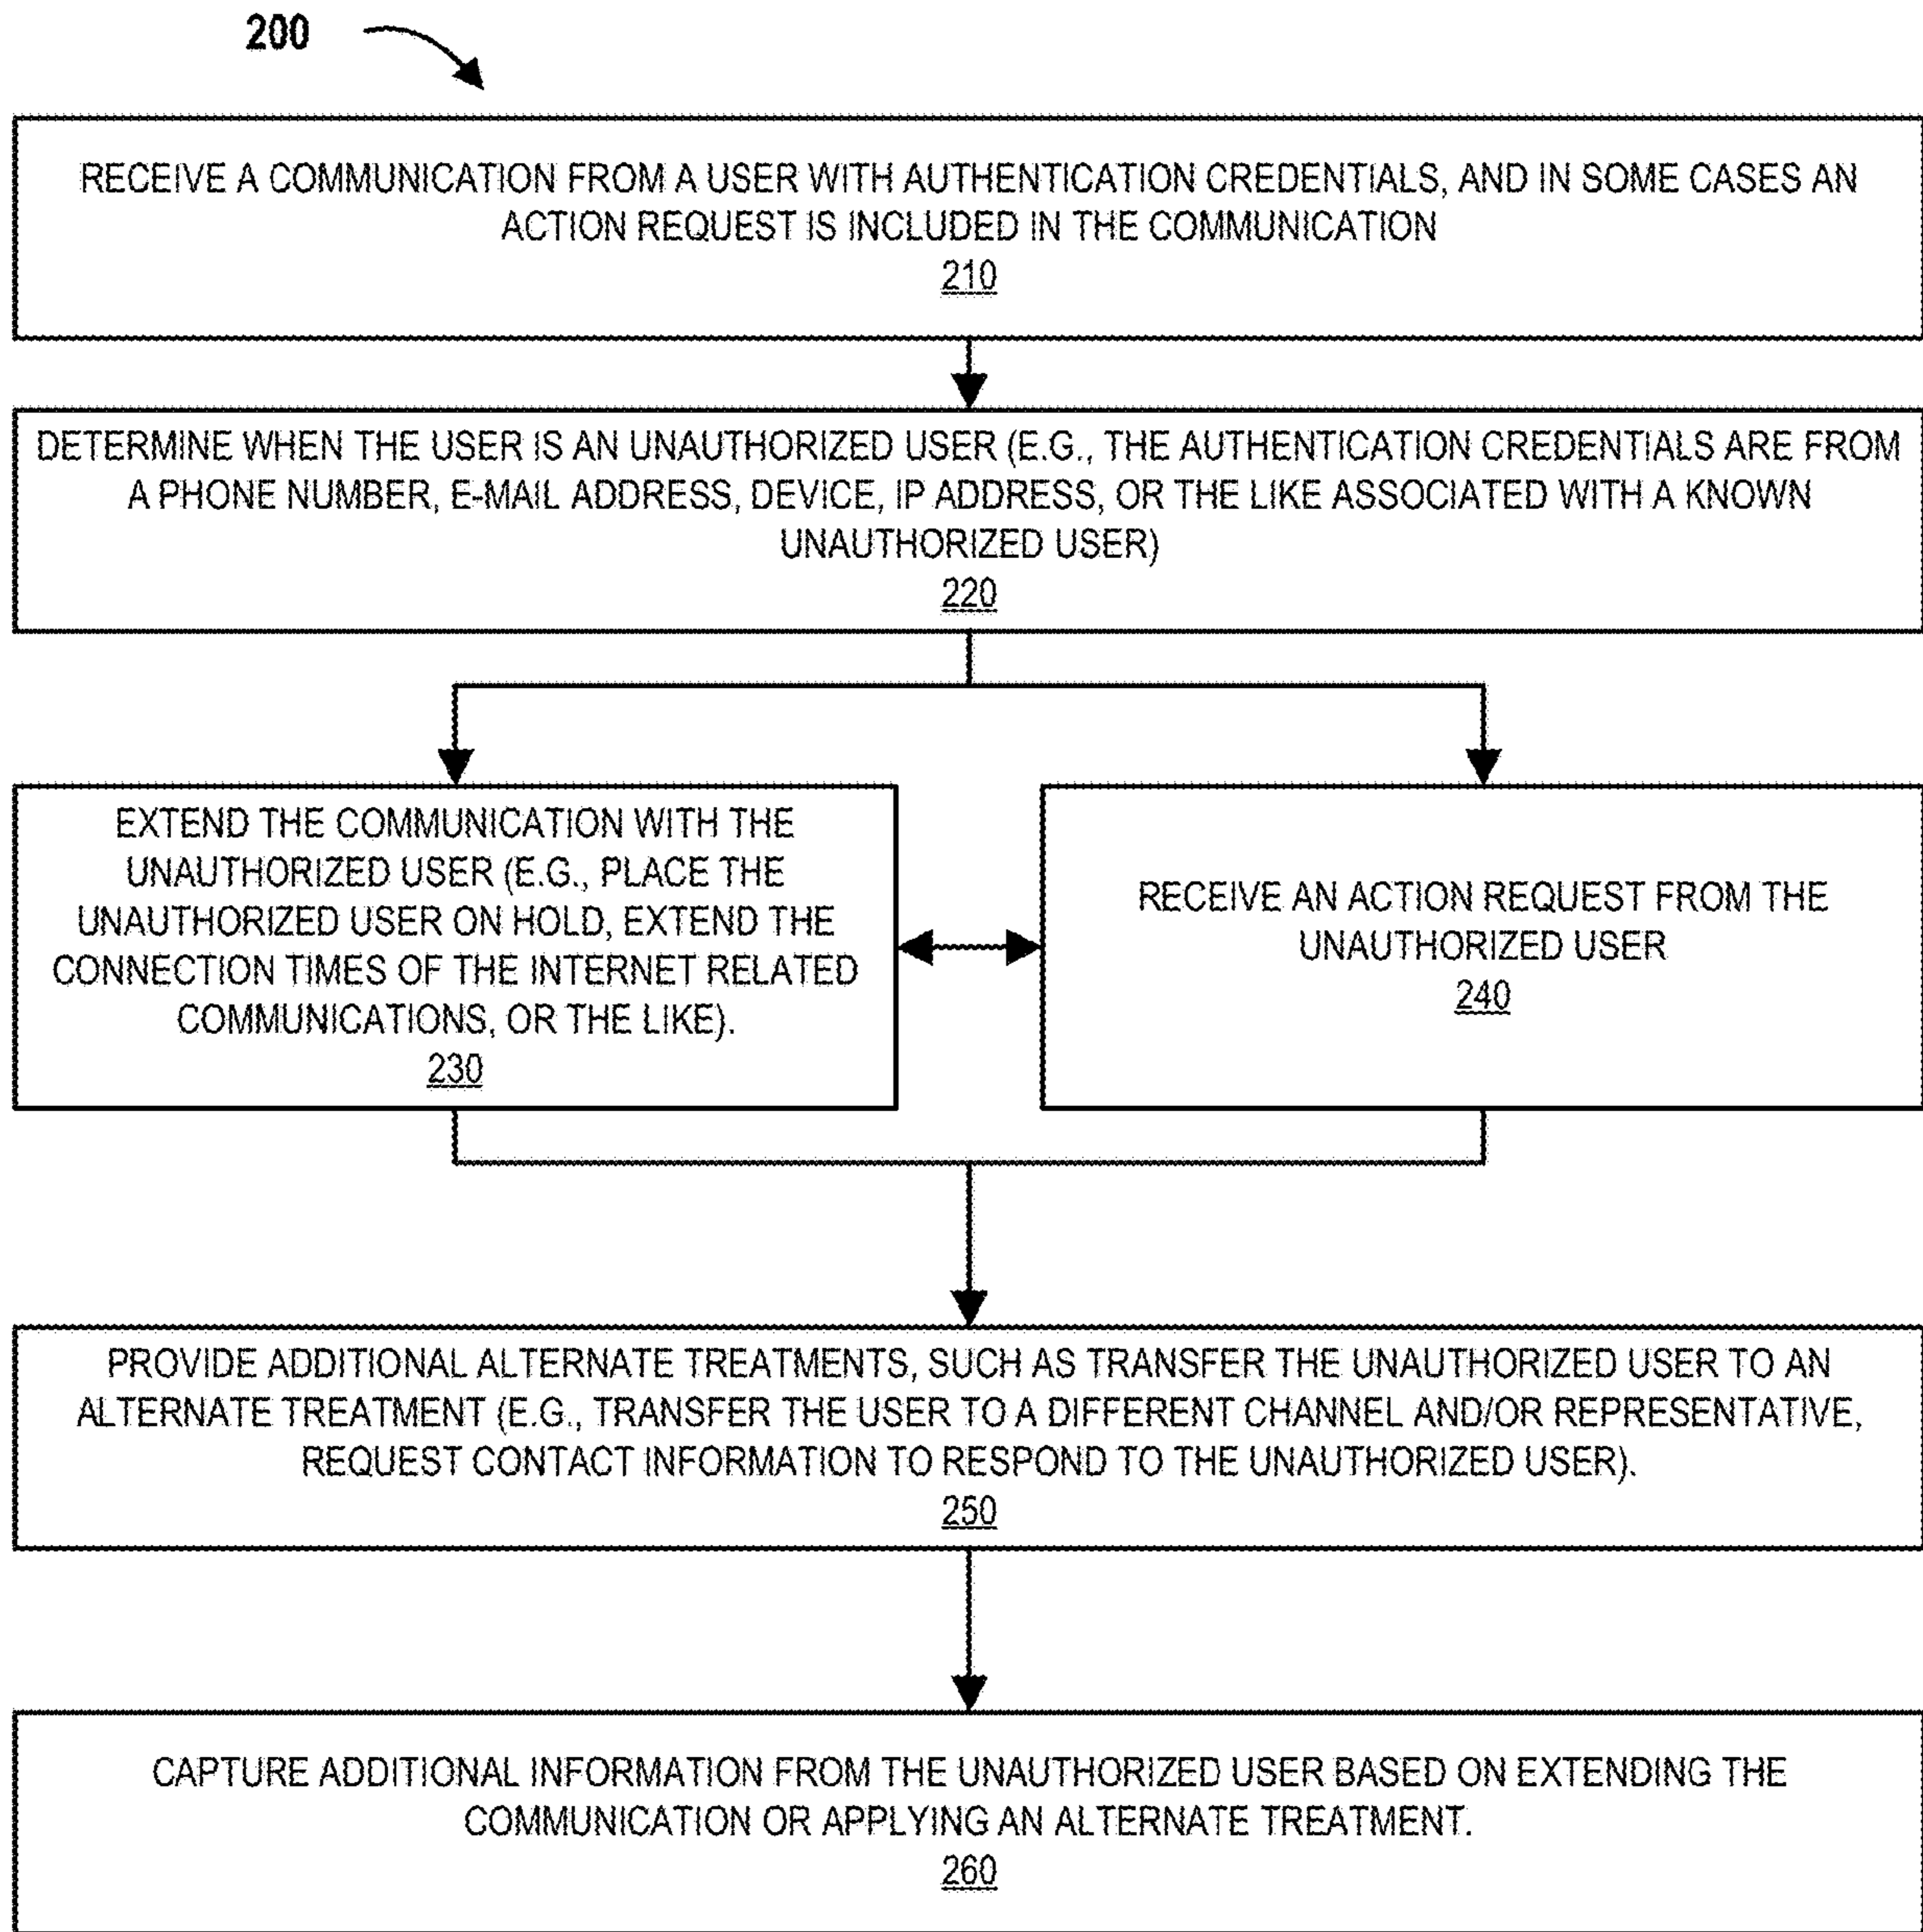 200
RECEIVE A COMMUNICATION FROM A USER WITH AUTHENTICATION CREDENTIALS, AND IN SOME CASES AN
ACTION REQUEST IS INCLUDED IN THE COMMUNICATION
210
DETERMINE WHEN THE USER IS AN UNAUTHORIZED USER (E.G., THE AUTHENTICATION CREDENTIALS ARE FROM
A PHONE NUMBER, E-MAIL ADDRESS, DEVICE, IP ADDRESS, OR THE LIKE ASSOCIATED WITH A KNOWN
UNAUTHORIZED USER)
220
EXTEND THE COMMUNICATION WITH THE
UNAUTHORIZED USER (E.G., PLACE THE
UNAUTHORIZED USER ON HOLD, EXTEND THE
CONNECTION TIMES OF THE INTERNET RELATED
COMMUNICATIONS, OR THE LIKE).
230
RECEIVE AN ACTION REQUEST FROM THE
UNAUTHORIZED USER
240
PROVIDE ADDITIONAL ALTERNATE TREATMENTS, SUCH AS TRANSFER THE UNAUTHORIZED USER TO AN
ALTERNATE TREATMENT (E.G., TRANSFER THE USER TO A DIFFERENT CHANNEL AND/OR REPRESENTATIVE,
REQUEST CONTACT INFORMATION TO RESPOND TO THE UNAUTHORIZED USER).
250
CAPTURE ADDITIONAL INFORMATION FROM THE UNAUTHORIZED USER BASED ON EXTENDING THE
COMMUNICATION OR APPLYING AN ALTERNATE TREATMENT.
260